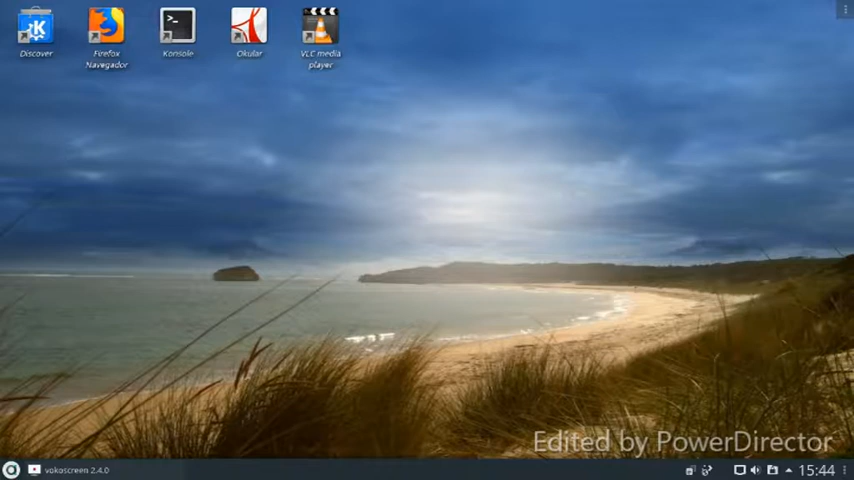 Discover
Firefox
Navegador
Konsole
Okular
VLC media
player
Edited by PowerDirector
vokoscreen 2.4.0
15:44